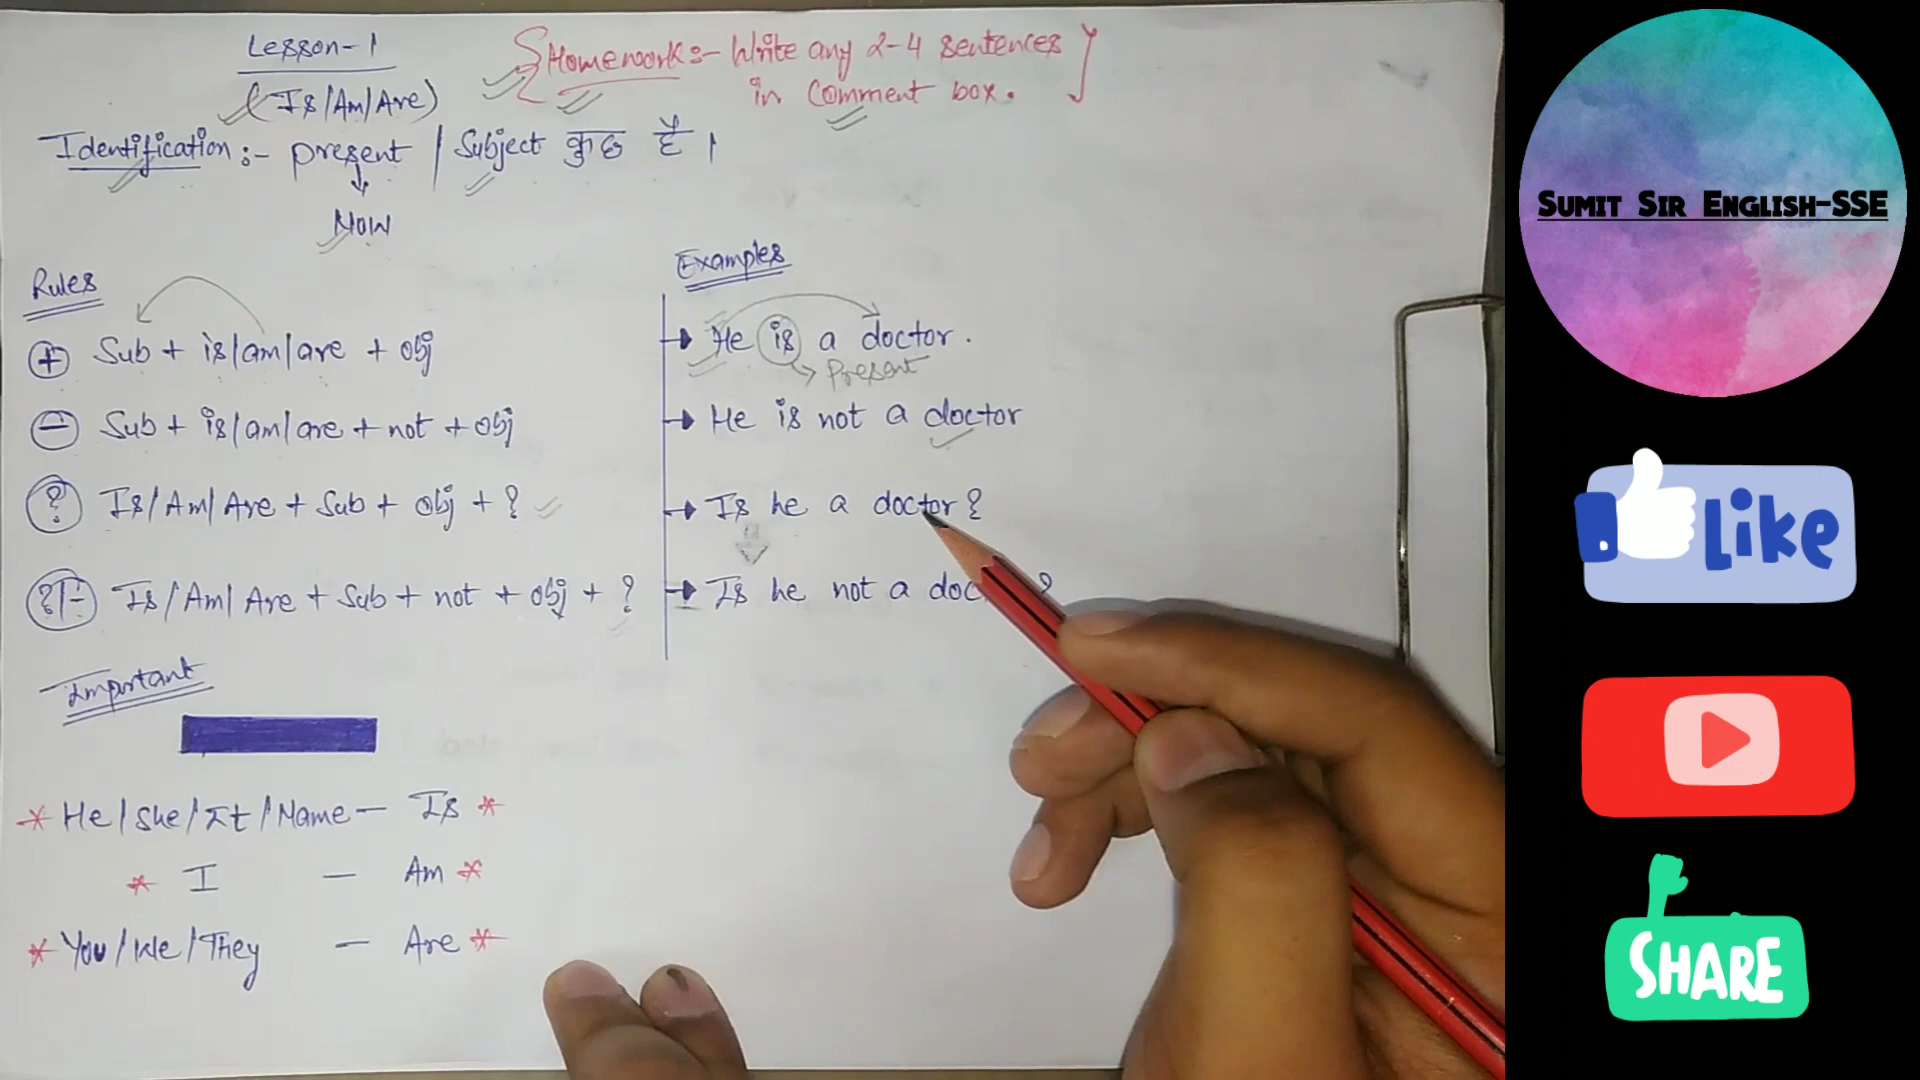 Lesson-1
(Is/Am/Are)
{Homework:- Write any 2-4 sentences
in comment box.}
Identification:- present / Subject कुछ है।
Now
Rules
+ Sub + is/am/are + obj
- Sub + is/am/are + not + obj
? Is/Am/Are + Sub + obj + ?
?/- Is/Am/Are + Sub + not + obj + ?
Examples
He is a doctor.
Present
He is not a doctor
Is he a doctor?
Is he not a ?
Important
* He/She/It/Name - Is *
* I - Am *
* You/We/They - Are *
Sumit Sir English-SSE
Like
SHARE